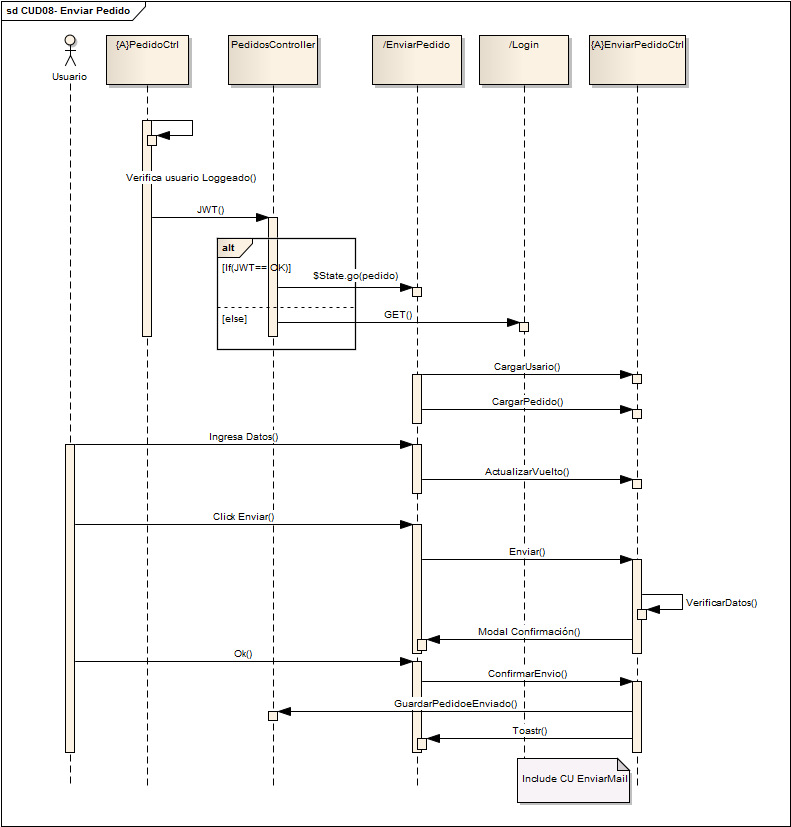 sd CUD08- Enviar Pedido
Usuario
{A}PedidoCtrl
PedidosController
/EnviarPedido
/Login
{A}EnviarPedidoCtrl
Verifica usuario Loggeado()
JWT()
alt
[If(JWT== OK)]
$State.go(pedido)
[else]
GET()
CargarUsario()
CargarPedido()
Ingresa Datos()
ActualizarVuelto()
Click Enviar()
Enviar()
VerificarDatos()
Modal Confirmación()
Ok()
ConfirmarEnvio()
GuardarPedidoeEnviado()
Toastr()
Include CU EnviarMail